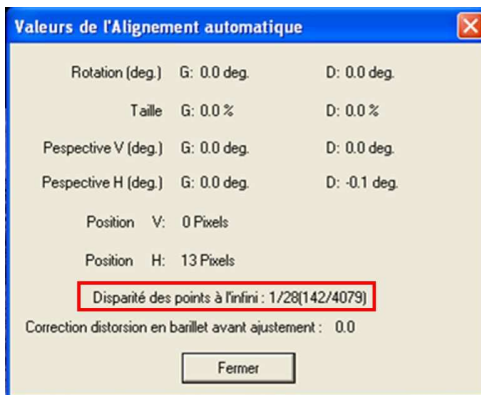 Valeurs de l'Alignement automatique
Rotation (deg.) G: 0.0 deg. D: 0.0 deg.
Taille G: 0.0 % D: 0.0 %
Pespective V (deg.) G: 0.0 deg. D: 0.0 deg.
Pespective H (deg.) G: 0.0 deg. D: -0.1 deg.
Position V: 0 Pixels
Position H: 13 Pixels
Disparité des points à l'infini : 1/28(142/4079)
Correction distorsion en barillet avant ajustement : 0.0
Fermer